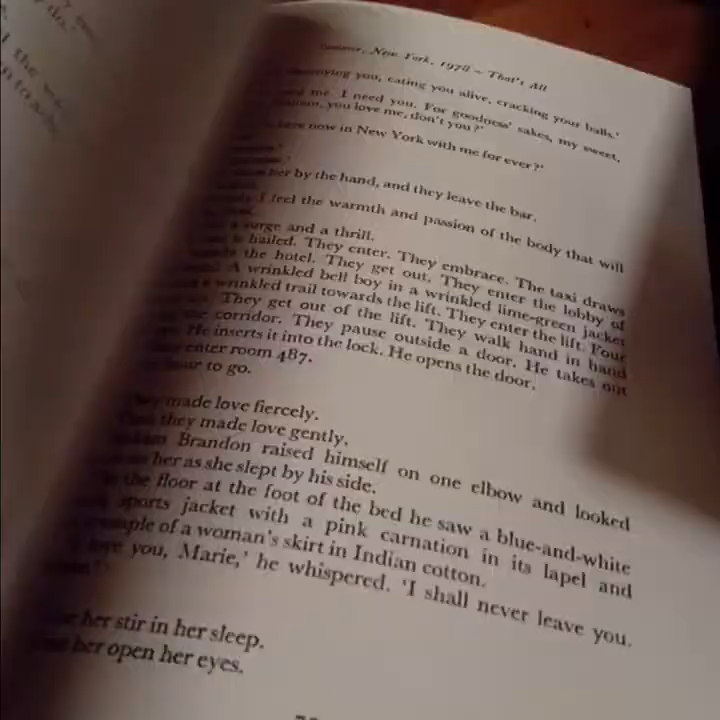 New York, 1978 ~ That's All
you, eating you alive, cracking your balls.'
me. I need you. For goodness' sakes, my sweet,
you love me, don't you?'
here now in New York with me for ever?'
her by the hand, and they leave the bar.
I feel the warmth and passion of the body that will
surge and a thrill.
is hailed. They enter. They embrace. The taxi draws
the hotel. They get out. They enter the lobby of
A wrinkled bell boy in a wrinkled lime-green jacket
wrinkled trail towards the lift. They enter the lift. Four
They get out of the lift. They walk hand in hand
corridor. They pause outside a door. He takes out
He inserts it into the lock. He opens the door.
enter room 487.
hour to go.
they made love fiercely.
they made love gently.
Brandon raised himself on one elbow and looked
her as she slept by his side.
the floor at the foot of the bed he saw a blue-and-white
sports jacket with a pink carnation in its lapel and
of a woman's skirt in Indian cotton.
you, Marie,' he whispered. 'I shall never leave you.
her stir in her sleep.
her open her eyes.